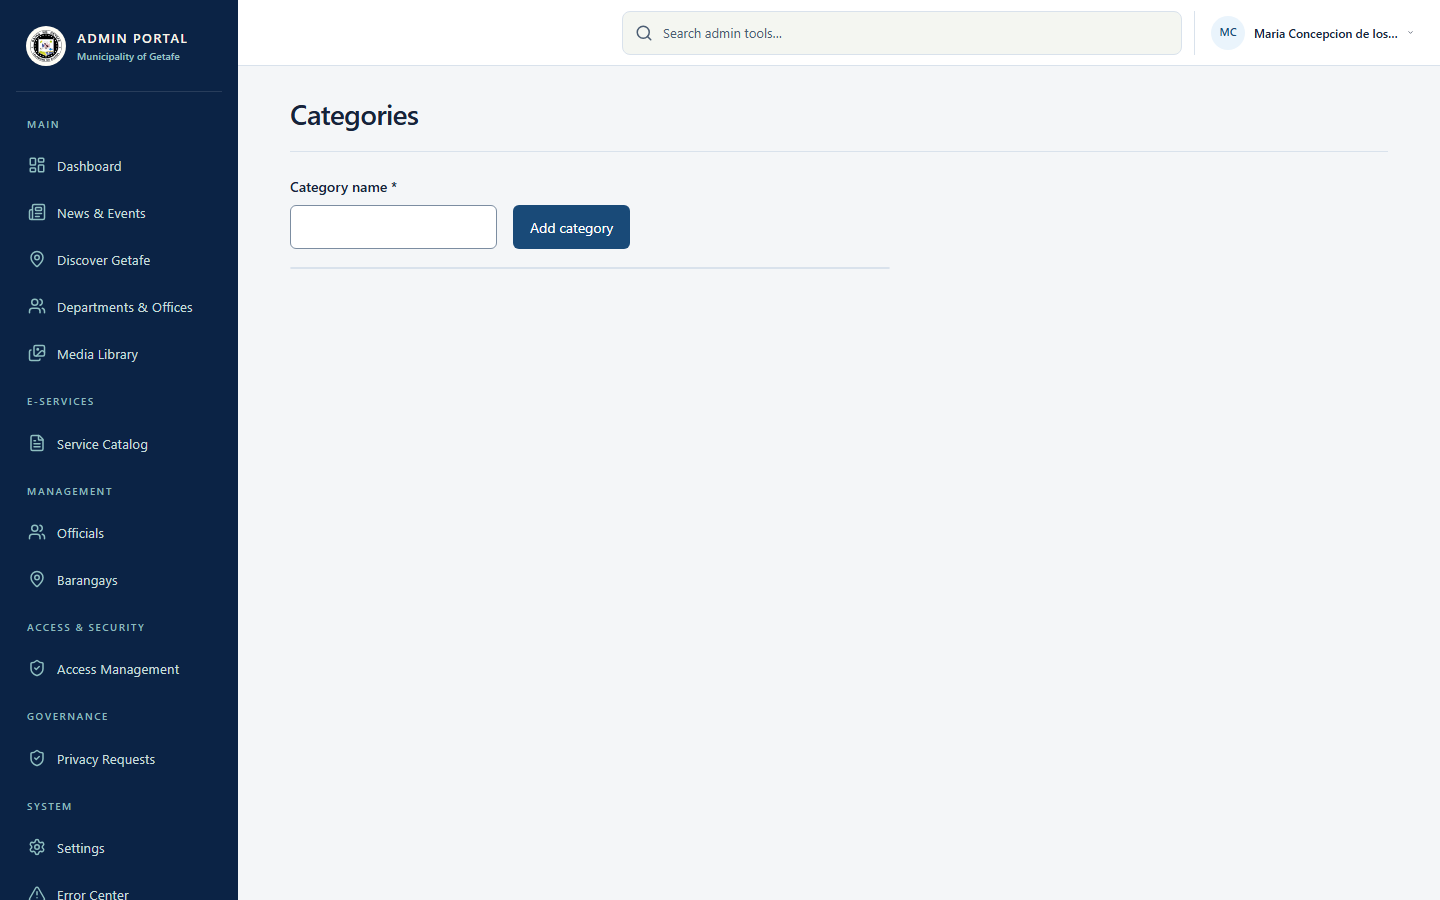 ADMIN PORTAL
Municipality of Getafe
Search admin tools...
MC
Maria Concepcion de los...
MAIN
Dashboard
News & Events
Discover Getafe
Departments & Offices
Media Library
E-SERVICES
Service Catalog
MANAGEMENT
Officials
Barangays
ACCESS & SECURITY
Access Management
GOVERNANCE
Privacy Requests
SYSTEM
Settings
Error Center
Categories
Category name *
Add category